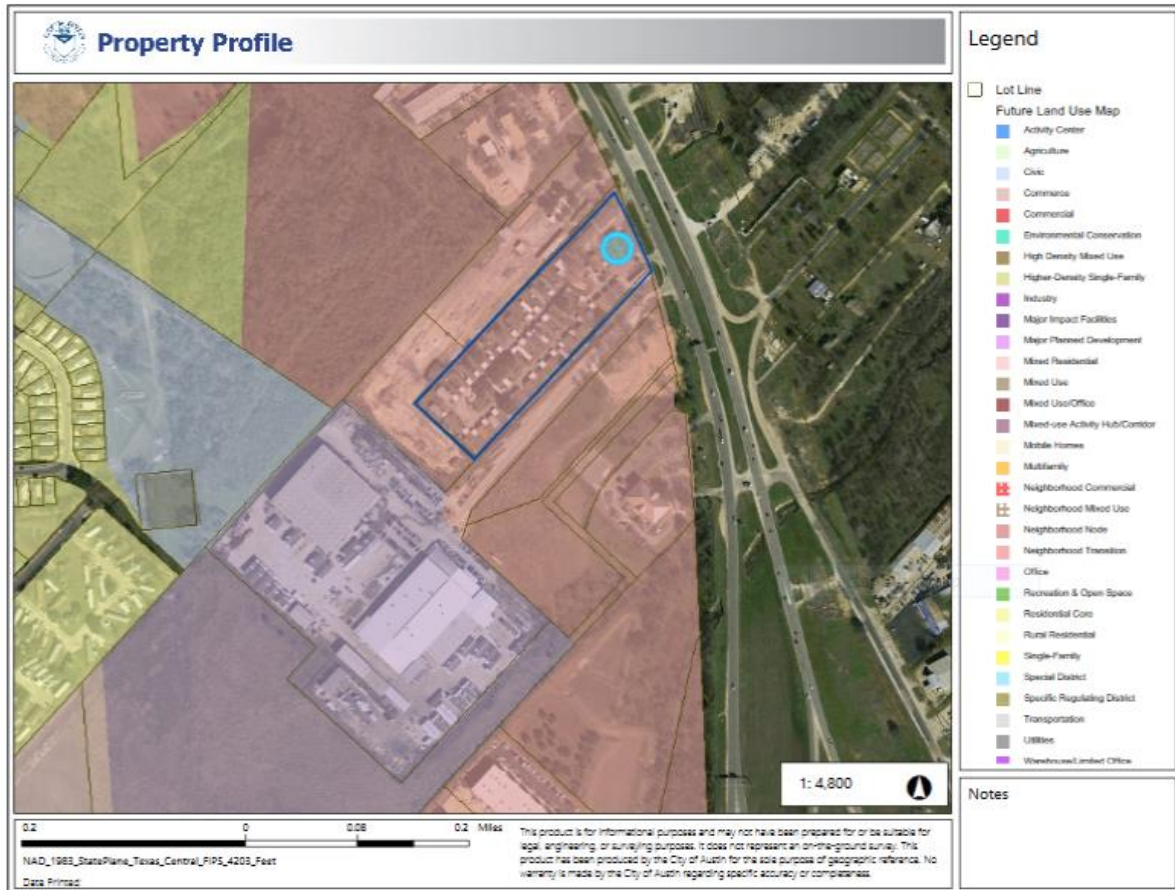 Property Profile
Legend
Lot Line
Future Land Use Map
Activity Center
Agriculture
Civic
Commerce
Commercial
Environmental Conservation
High Density Mixed Use
Higher-Density Single-Family
Industry
Major Impact Facilities
Major Planned Development
Mixed Residential
Mixed Use
Mixed Use/Office
Mixed-use Activity Hub/Corridor
Mobile Homes
Multifamily
Neighborhood Commercial
Neighborhood Mixed Use
Neighborhood Node
Neighborhood Transition
Office
Recreation & Open Space
Residential Core
Rural Residential
Single-Family
Special District
Specific Regulating District
Transportation
Utilities
Warehouse/Limited Office
1: 4,800
Notes
0.2 0 0.08 0.2 Miles
NAD_1983_StatePlane_Texas_Central_FIPS_4203_Feet
Date Printed:
This product is for informational purposes and may not have been prepared for or be suitable for
legal, engineering, or surveying purposes. It does not represent an on-the-ground survey. This
product has been produced by the City of Austin for the sole purpose of geographic reference. No
warranty is made by the City of Austin regarding specific accuracy or completeness.